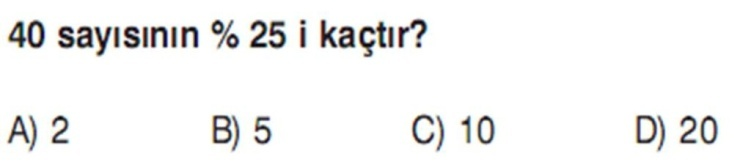 40 sayısının % 25 i kaçtır?
A) 2 B) 5 C) 10 D) 20